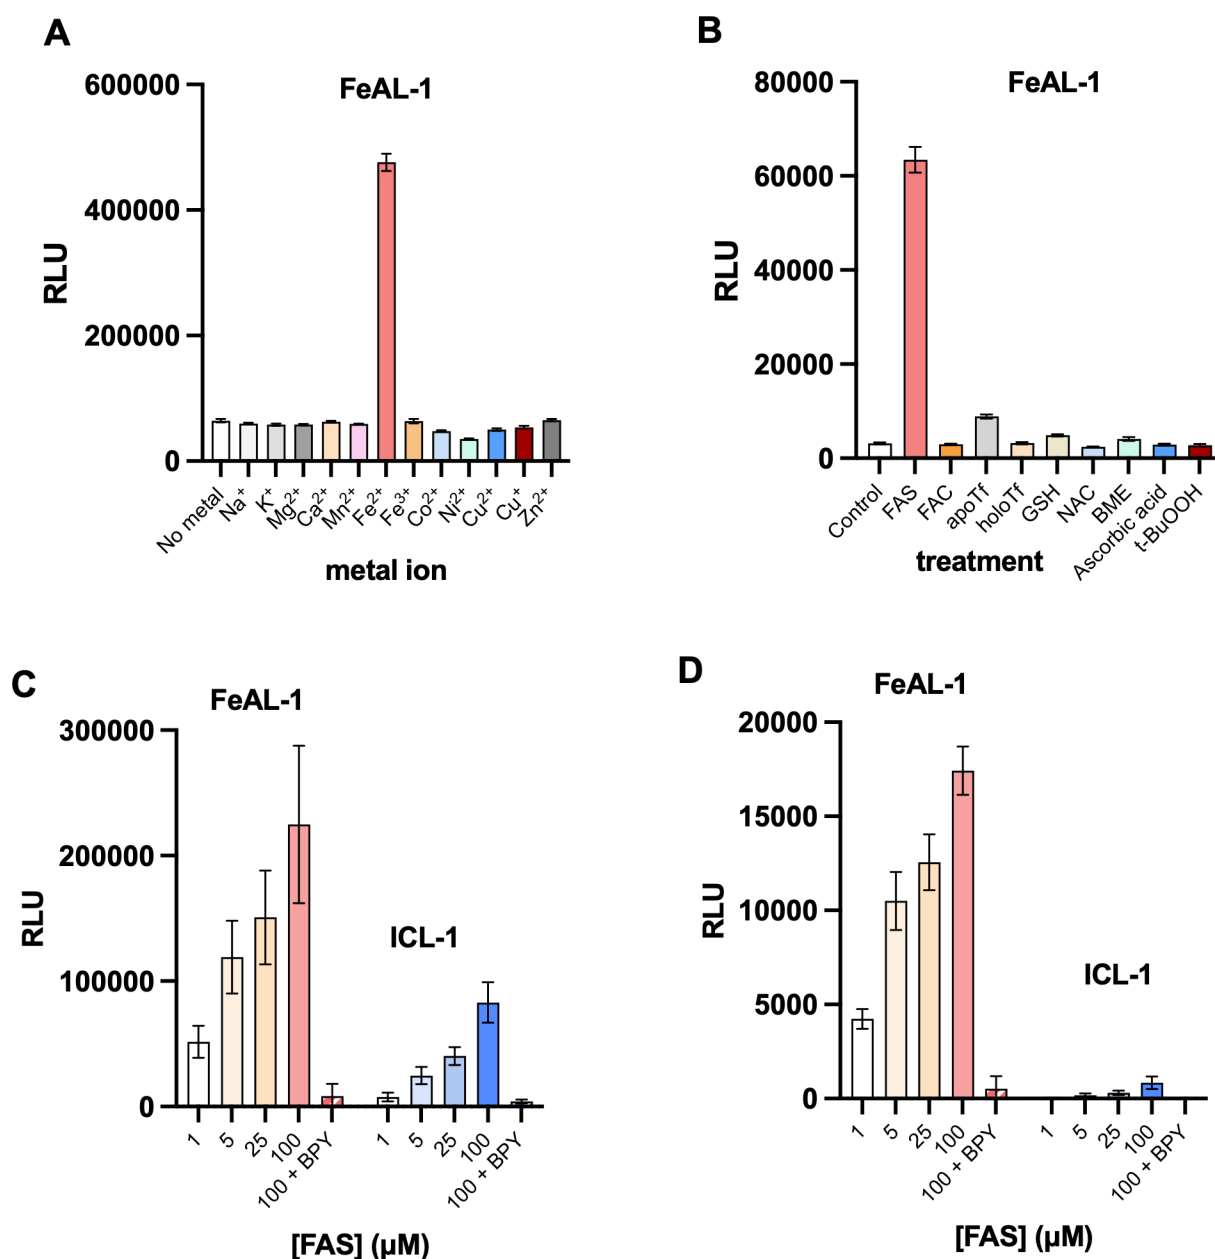 A
FeAL-1
600000
400000
200000
0
RLU
No metal
Na⁺
K⁺
Mg²⁺
Ca²⁺
Mn²⁺
Fe²⁺
Fe³⁺
Co²⁺
Ni²⁺
Cu²⁺
Cu⁺
Zn²⁺
metal ion
B
FeAL-1
80000
60000
40000
20000
0
RLU
Control
FAS
FAC
apoTf
holoTf
GSH
NAC
BME
Ascorbic acid
t-BuOOH
treatment
C
FeAL-1
300000
200000
100000
0
RLU
ICL-1
1
5
25
100
100 + BPY
1
5
25
100
100 + BPY
[FAS] (μM)
D
FeAL-1
20000
15000
10000
5000
0
RLU
ICL-1
1
5
25
100
100 + BPY
1
5
25
100
100 + BPY
[FAS] (μM)